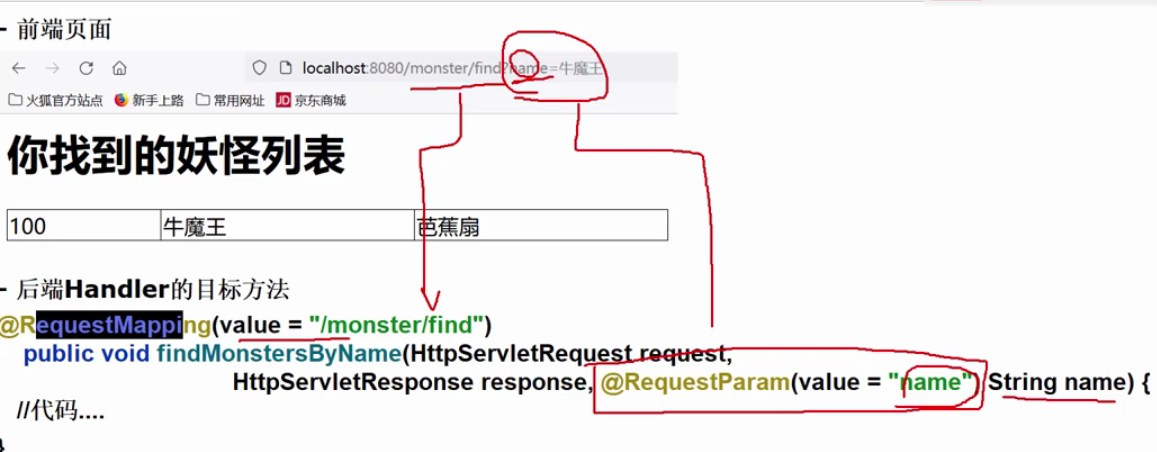 - 前端页面
localhost:8080/monster/find?name=牛魔王
火狐官方站点 新手上路 常用网址 JD 京东商城
你找到的妖怪列表
100 牛魔王 芭蕉扇
- 后端Handler的目标方法
@RequestMapping(value = "/monster/find")
public void findMonstersByName(HttpServletRequest request,
HttpServletResponse response, @RequestParam(value = "name") String name) {
//代码....
}